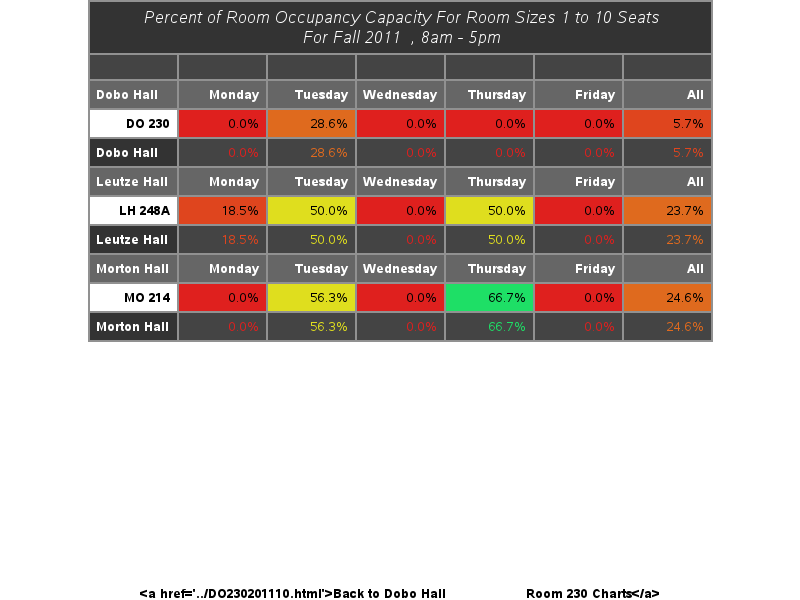 Percent of Room Occupancy Capacity For Room Sizes 1 to 10 Seats
For Fall 2011 , 8am - 5pm
Dobo Hall Monday Tuesday Wednesday Thursday Friday All
DO 230 0.0% 28.6% 0.0% 0.0% 0.0% 5.7%
Dobo Hall 0.0% 28.6% 0.0% 0.0% 0.0% 5.7%
Leutze Hall Monday Tuesday Wednesday Thursday Friday All
LH 248A 18.5% 50.0% 0.0% 50.0% 0.0% 23.7%
Leutze Hall 18.5% 50.0% 0.0% 50.0% 0.0% 23.7%
Morton Hall Monday Tuesday Wednesday Thursday Friday All
MO 214 0.0% 56.3% 0.0% 66.7% 0.0% 24.6%
Morton Hall 0.0% 56.3% 0.0% 66.7% 0.0% 24.6%
<a href='../DO230201110.html'>Back to Dobo Hall Room 230 Charts</a>